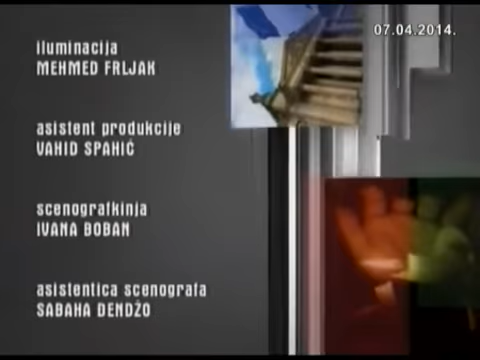 07.04.2014.
iluminacija
MEHMED FRLJAK
asistent produkcije
VAHID SPAHIĆ
scenografkinja
IVANA BOBAN
asistentica scenografa
SABAHA DENDŽO